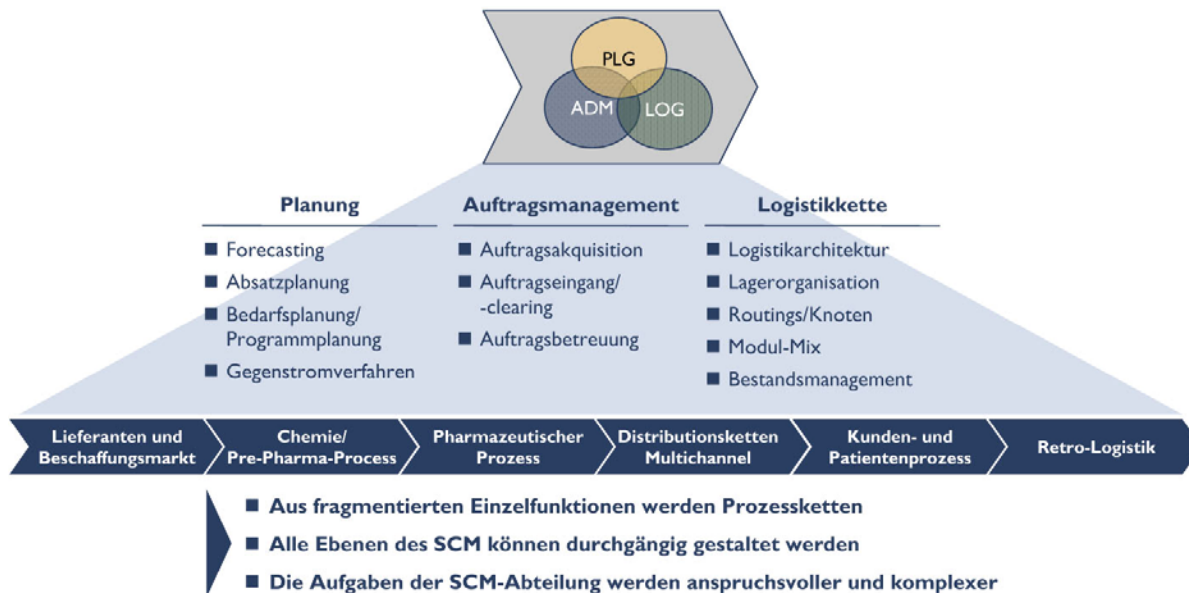 PLG
ADM
LOG
Planung
Forecasting
Absatzplanung
Bedarfsplanung/
Programmplanung
Gegenstromverfahren
Auftragsmanagement
Auftragsakquisition
Auftragseingang/
-clearing
Auftragsbetreuung
Logistikkette
Logistikarchitektur
Lagerorganisation
Routings/Knoten
Modul-Mix
Bestandsmanagement
Lieferanten und
Beschaffungsmarkt
Chemie/
Pre-Pharma-Process
Pharmazeutischer
Prozess
Distributionsketten
Multichannel
Kunden- und
Patientenprozess
Retro-Logistik
Aus fragmentierten Einzelfunktionen werden Prozessketten
Alle Ebenen des SCM können durchgängig gestaltet werden
Die Aufgaben der SCM-Abteilung werden anspruchsvoller und komplexer